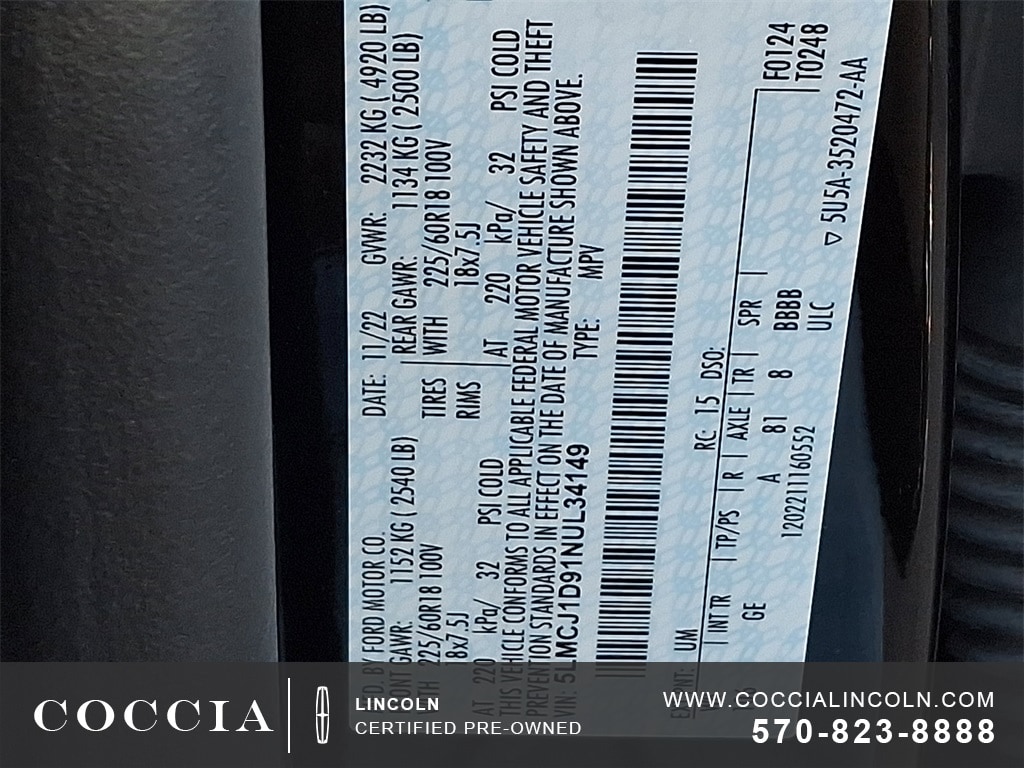 MFD. BY FORD MOTOR CO.
DATE: 11/22 GVWR: 2232 KG ( 4920 LB)
FRONT GAWR: 1152 KG ( 2540 LB)
REAR GAWR: 1134 KG ( 2500 LB)
WITH 225/60R18 100V
TIRES WITH 225/60R18 100V
18x7.5J
RIMS 18x7.5J
AT 220 kPa/ 32 PSI COLD
AT 220 kPa/ 32 PSI COLD
THIS VEHICLE CONFORMS TO ALL APPLICABLE FEDERAL MOTOR VEHICLE SAFETY AND THEFT
PREVENTION STANDARDS IN EFFECT ON THE DATE OF MANUFACTURE SHOWN ABOVE.
VIN: 5LMCJ1D91NUL34149
TYPE: MPV
EXT PNT: UM RC: 15 DSO:
INT TR TP/PS R AXLE TR SPR
GE A 81 8 BBBB
120221116 0552 ULC
F0124
T0248
▽ 5U5A-3520472-AA
COCCIA
LINCOLN
CERTIFIED PRE-OWNED
WWW.COCCIALINCOLN.COM
570-823-8888